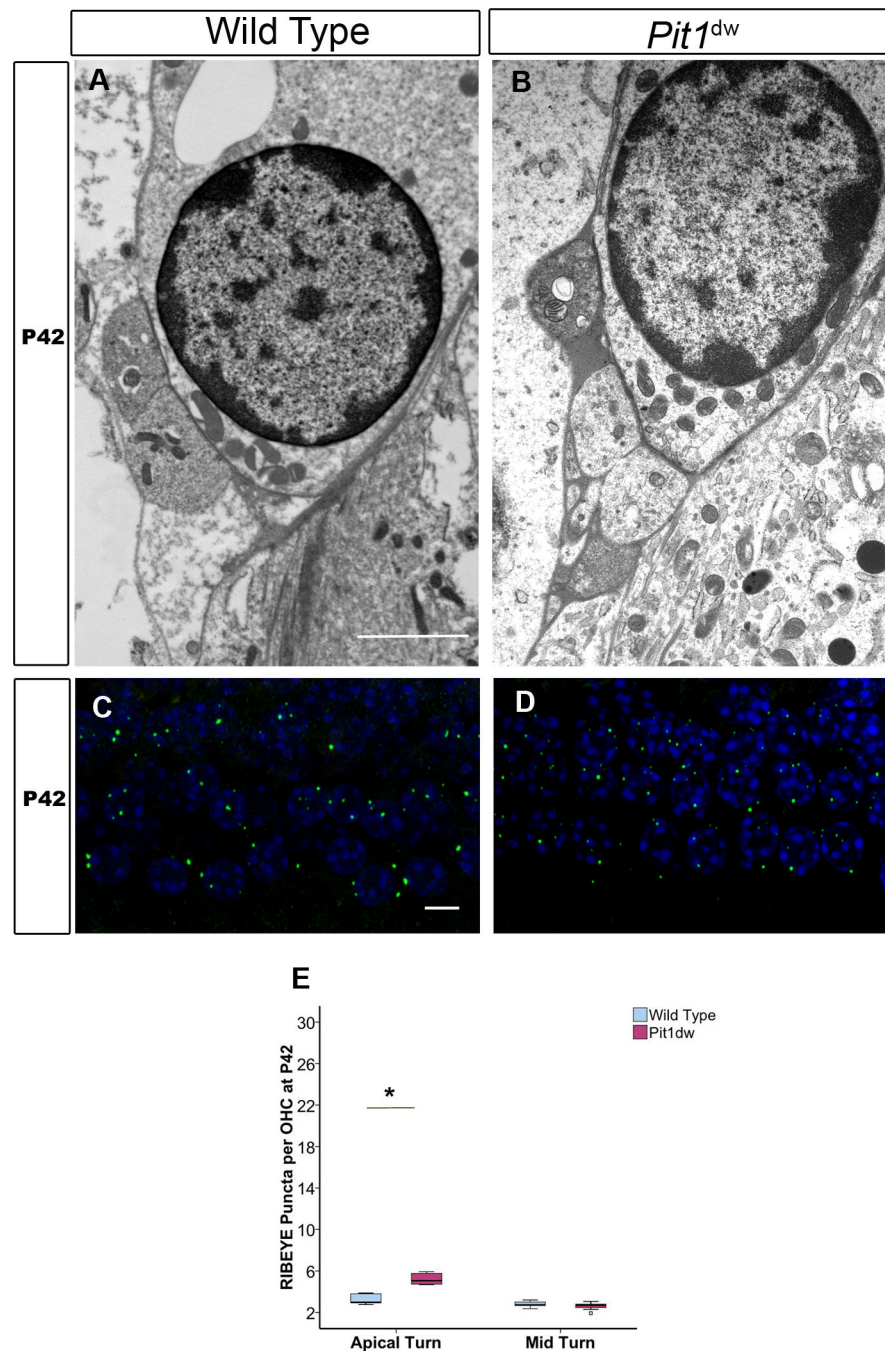 Wild Type
Pit1dw
P42
A
B
P42
C
D
E
RIBEYE Puncta per OHC at P42
30
26
22
18
14
10
6
2
*
Wild Type
Pit1dw
Apical Turn
Mid Turn